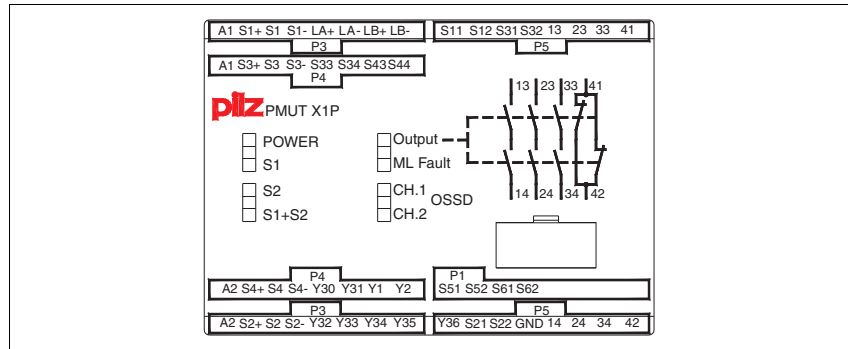 A1 S1+ S1 S1- LA+ LA- LB+ LB-
P3
S11 S12 S31 S32 13 23 33 41
P5
A1 S3+ S3 S3- S33 S34 S43 S44
P4
13 23 33 41
pilz PMUT X1P
POWER
S1
S2
S1+S2
Output
ML Fault
CH.1
CH.2
OSSD
14 24 34 42
P4
A2 S4+ S4 S4- Y30 Y31 Y1 Y2
P1
S51 S52 S61 S62
P3
A2 S2+ S2 S2- Y32 Y33 Y34 Y35
P5
Y36 S21 S22 GND 14 24 34 42